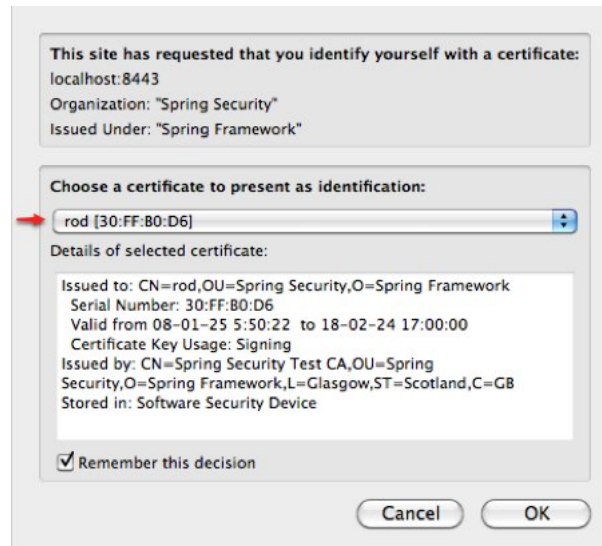 This site has requested that you identify yourself with a certificate:
localhost:8443
Organization: "Spring Security"
Issued Under: "Spring Framework"
Choose a certificate to present as identification:
rod [30:FF:B0:D6]
Details of selected certificate:
Issued to: CN=rod,OU=Spring Security,O=Spring Framework
Serial Number: 30:FF:B0:D6
Valid from 08-01-25 5:50:22 to 18-02-24 17:00:00
Certificate Key Usage: Signing
Issued by: CN=Spring Security Test CA,OU=Spring
Security,O=Spring Framework,L=Glasgow,ST=Scotland,C=GB
Stored in: Software Security Device
Remember this decision
Cancel OK